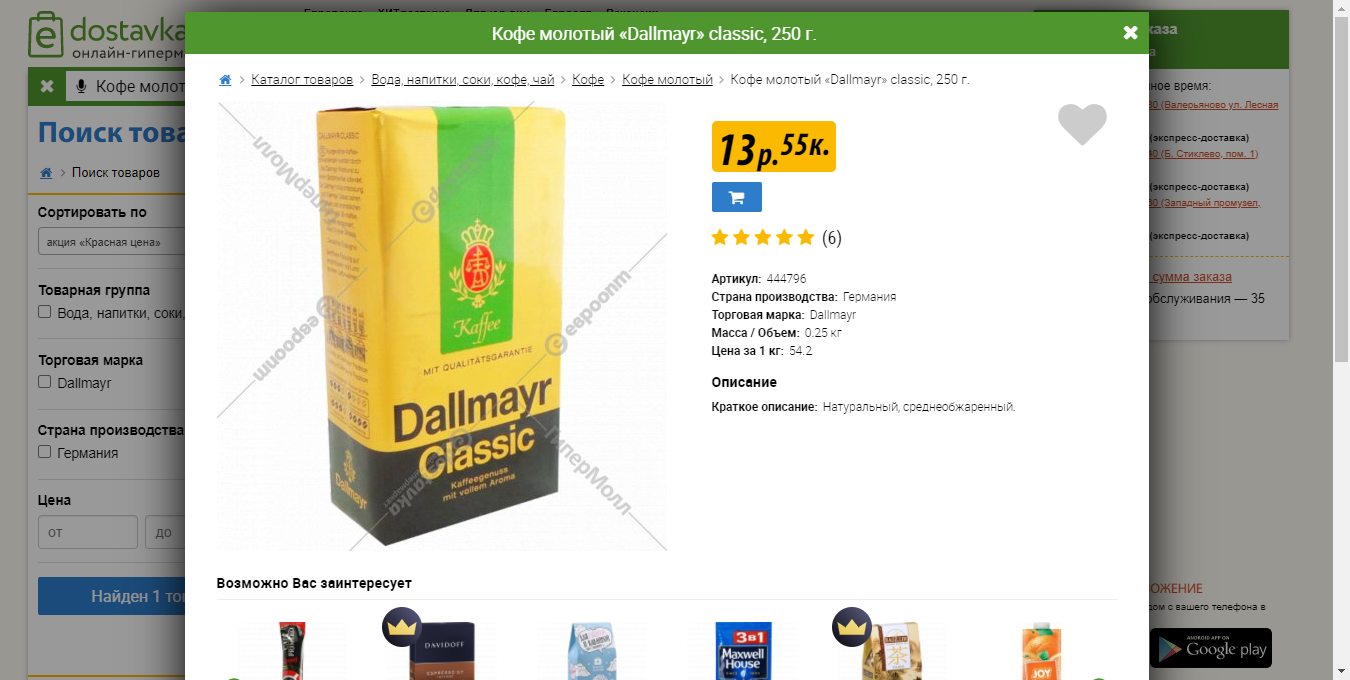 Кофе молотый «Dallmayr» classic, 250 г.
edostavka
онлайн-гиперм
Кофе молот
Поиск това
Поиск товаров
Сортировать по
акция «Красная цена»
Товарная группа
Вода, напитки, соки,
Торговая марка
Dallmayr
Страна производства
Германия
Цена
от
до
Найден 1 то
Каталог товаров
Вода, напитки, соки, кофе, чай
Кофе
Кофе молотый
Кофе молотый «Dallmayr» classic, 250 г.
Kaffee
MIT QUALITÄTSGARANTIE
Dallmayr
Classic
Kaffeegenuss
mit vollem Aroma
Dallmayr
ГиперМолл
13р.55к.
(6)
Артикул: 444796
Страна производства: Германия
Торговая марка: Dallmayr
Масса / Объем: 0.25 кг
Цена за 1 кг: 54.2
Описание
Краткое описание: Натуральный, среднеобжаренный.
Возможно Вас заинтересует
DAVIDOFF
3в1
Maxwell
House
JOY
каза
ное время:
30 (Валерьяново ул. Лесная
(экспресс-доставка)
(Б. Стиклево, пом. 1)
(экспресс-доставка)
30 (Западный промузел,
(экспресс-доставка)
сумма заказа
обслуживания — 35
ОЖЕНИЕ
дом с вашего телефона в
ANDROID APP ON
Google play